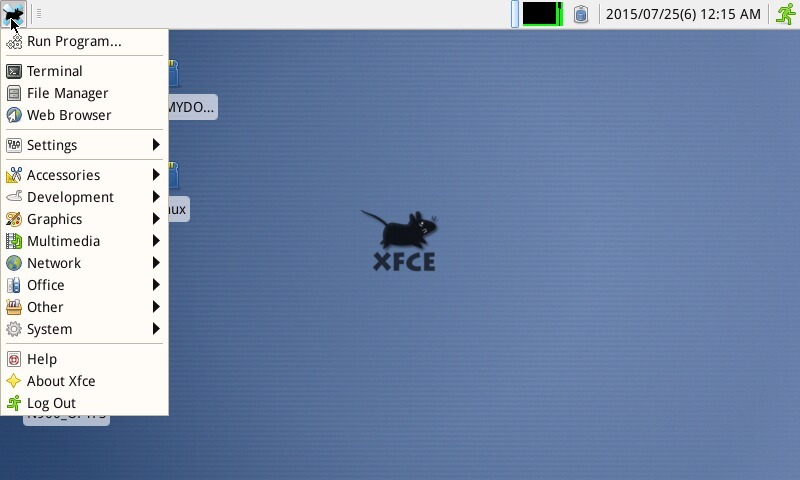 2015/07/25(6) 12:15 AM
Run Program...
Terminal
File Manager
Web Browser
Settings
Accessories
Development
Graphics
Multimedia
Network
Office
Other
System
Help
About Xfce
Log Out
MYDO...
XFCE